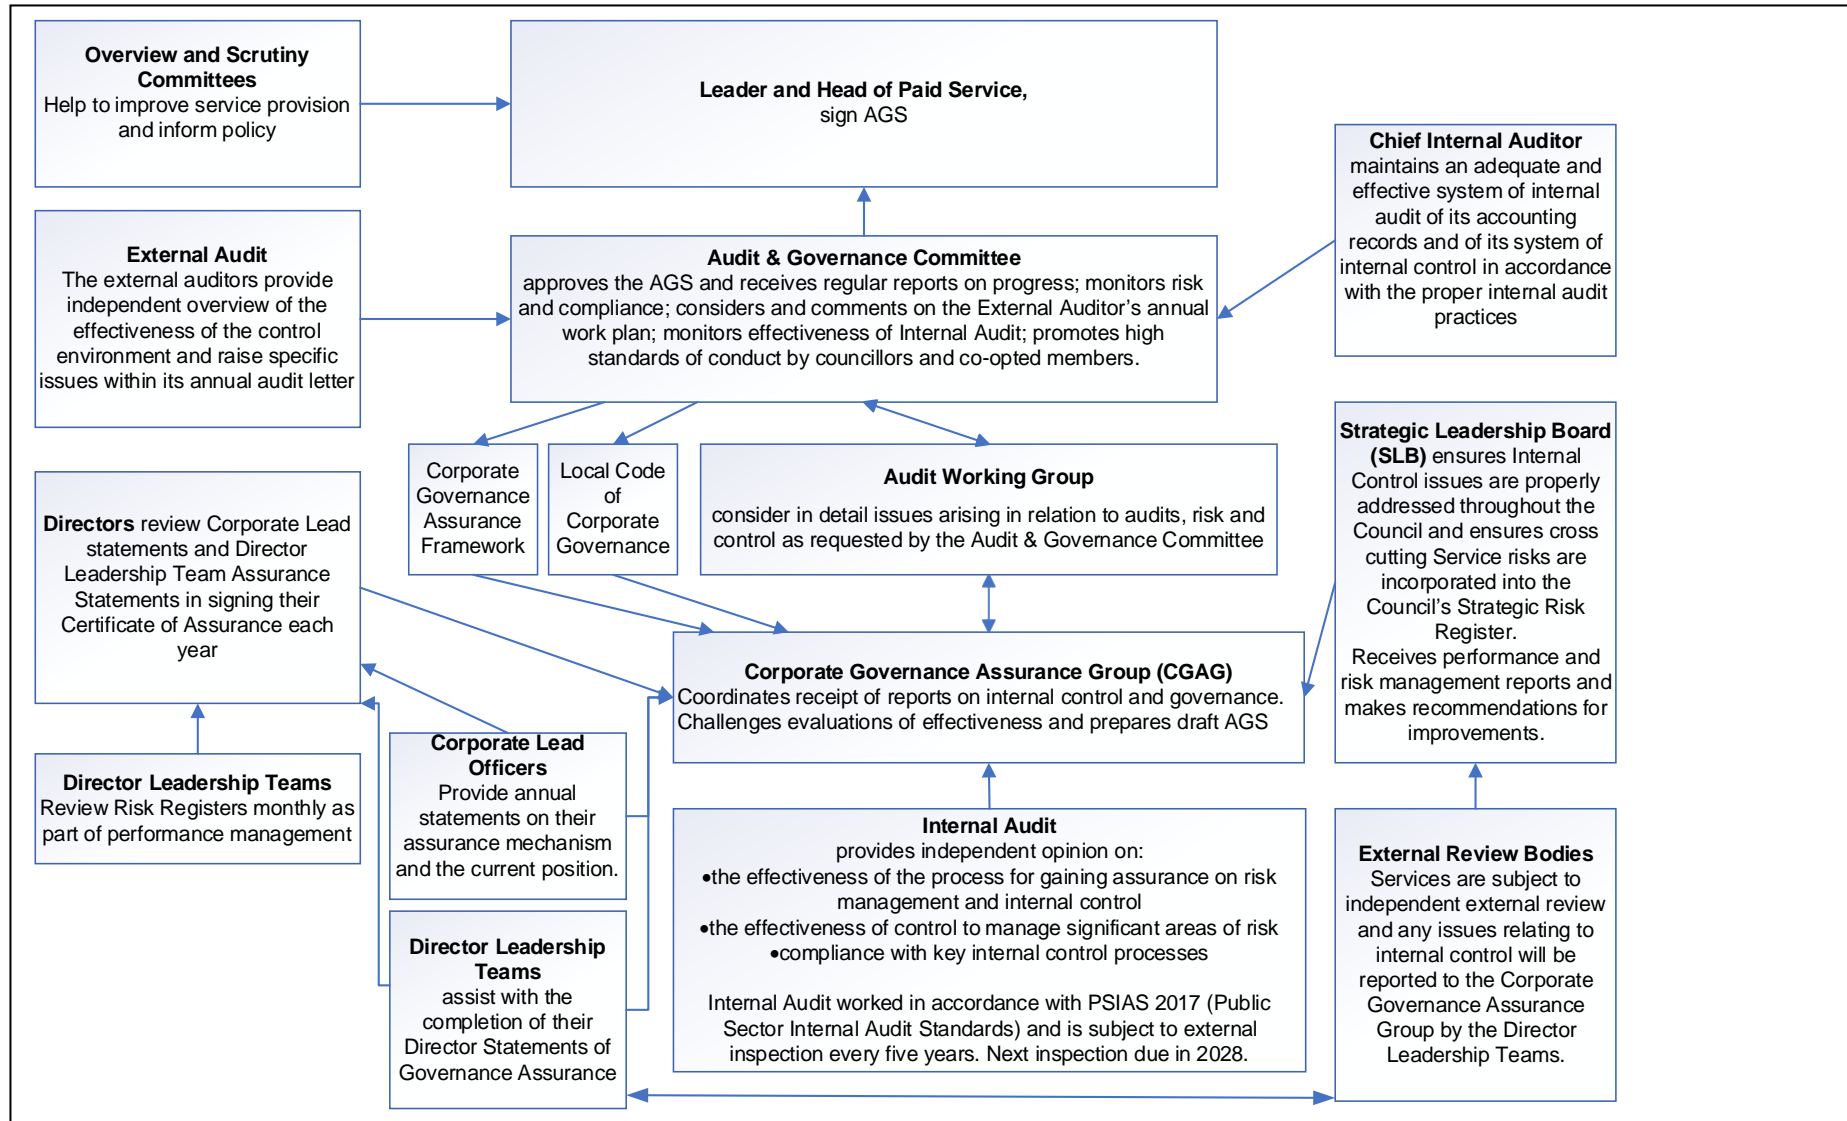 Overview and Scrutiny
Committees
Help to improve service provision
and inform policy
Leader and Head of Paid Service,
sign AGS
Chief Internal Auditor
maintains an adequate and
effective system of internal
audit of its accounting
records and of its system of
internal control in accordance
with the proper internal audit
practices
External Audit
The external auditors provide
independent overview of the
effectiveness of the control
environment and raise specific
issues within its annual audit letter
Audit & Governance Committee
approves the AGS and receives regular reports on progress; monitors risk
and compliance; considers and comments on the External Auditor’s annual
work plan; monitors effectiveness of Internal Audit; promotes high
standards of conduct by councillors and co-opted members.
Corporate
Governance
Assurance
Framework
Local Code
of
Corporate
Governance
Audit Working Group
consider in detail issues arising in relation to audits, risk and
control as requested by the Audit & Governance Committee
Strategic Leadership Board
(SLB) ensures Internal
Control issues are properly
addressed throughout the
Council and ensures cross
cutting Service risks are
incorporated into the
Council’s Strategic Risk
Register.
Receives performance and
risk management reports and
makes recommendations for
improvements.
Directors review Corporate Lead
statements and Director
Leadership Team Assurance
Statements in signing their
Certificate of Assurance each
year
Corporate Governance Assurance Group (CGAG)
Coordinates receipt of reports on internal control and governance.
Challenges evaluations of effectiveness and prepares draft AGS
Director Leadership Teams
Review Risk Registers monthly as
part of performance management
Corporate Lead
Officers
Provide annual
statements on their
assurance mechanism
and the current position.
Internal Audit
provides independent opinion on:
•the effectiveness of the process for gaining assurance on risk
management and internal control
•the effectiveness of control to manage significant areas of risk
•compliance with key internal control processes
Internal Audit worked in accordance with PSIAS 2017 (Public
Sector Internal Audit Standards) and is subject to external
inspection every five years. Next inspection due in 2028.
External Review Bodies
Services are subject to
independent external review
and any issues relating to
internal control will be
reported to the Corporate
Governance Assurance
Group by the Director
Leadership Teams.
Director Leadership
Teams
assist with the
completion of their
Director Statements of
Governance Assurance